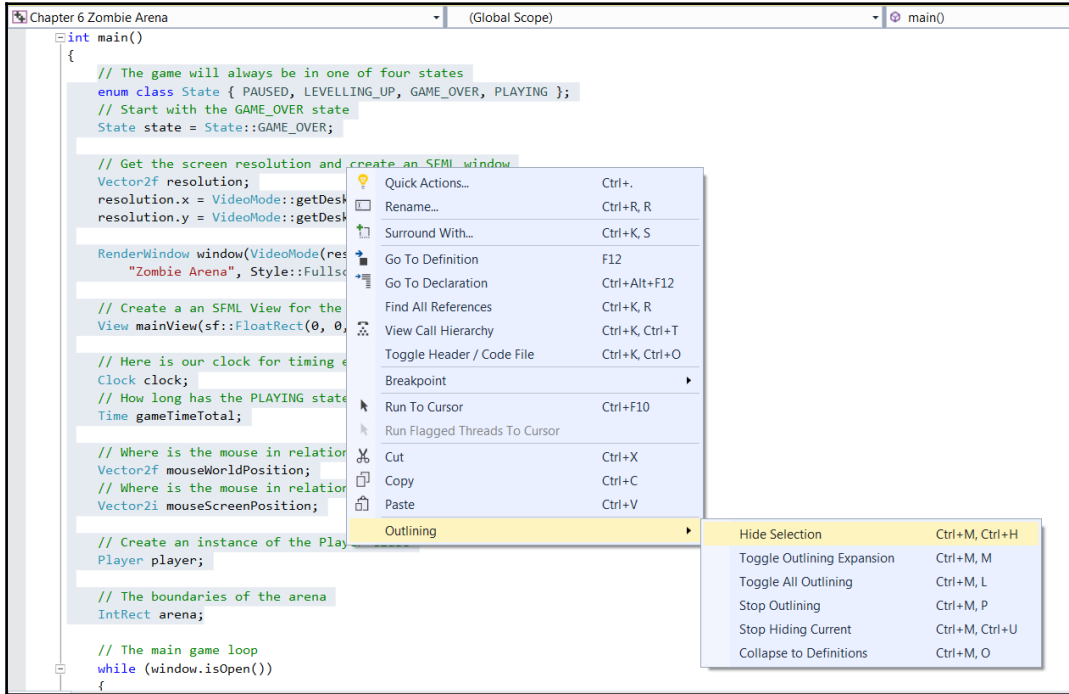 Chapter 6 Zombie Arena (Global Scope) main()
int main()
{
// The game will always be in one of four states
enum class State { PAUSED, LEVELLING_UP, GAME_OVER, PLAYING };
// Start with the GAME_OVER state
State state = State::GAME_OVER;
// Get the screen resolution and create an SFML window
Vector2f resolution;
resolution.x = VideoMode::getDesk
resolution.y = VideoMode::getDesk
RenderWindow window(VideoMode(res
"Zombie Arena", Style::Fullsc
// Create a an SFML View for the
View mainView(sf::FloatRect(0, 0,
// Here is our clock for timing e
Clock clock;
// How long has the PLAYING state
Time gameTimeTotal;
// Where is the mouse in relation
Vector2f mouseWorldPosition;
// Where is the mouse in relation
Vector2i mouseScreenPosition;
// Create an instance of the Player class
Player player;
// The boundaries of the arena
IntRect arena;
// The main game loop
while (window.isOpen())
{
Quick Actions... Ctrl+.
Rename... Ctrl+R, R
Surround With... Ctrl+K, S
Go To Definition F12
Go To Declaration Ctrl+Alt+F12
Find All References Ctrl+K, R
View Call Hierarchy Ctrl+K, Ctrl+T
Toggle Header / Code File Ctrl+K, Ctrl+O
Breakpoint
Run To Cursor Ctrl+F10
Run Flagged Threads To Cursor
Cut Ctrl+X
Copy Ctrl+C
Paste Ctrl+V
Outlining
Hide Selection Ctrl+M, Ctrl+H
Toggle Outlining Expansion Ctrl+M, M
Toggle All Outlining Ctrl+M, L
Stop Outlining Ctrl+M, P
Stop Hiding Current Ctrl+M, Ctrl+U
Collapse to Definitions Ctrl+M, O